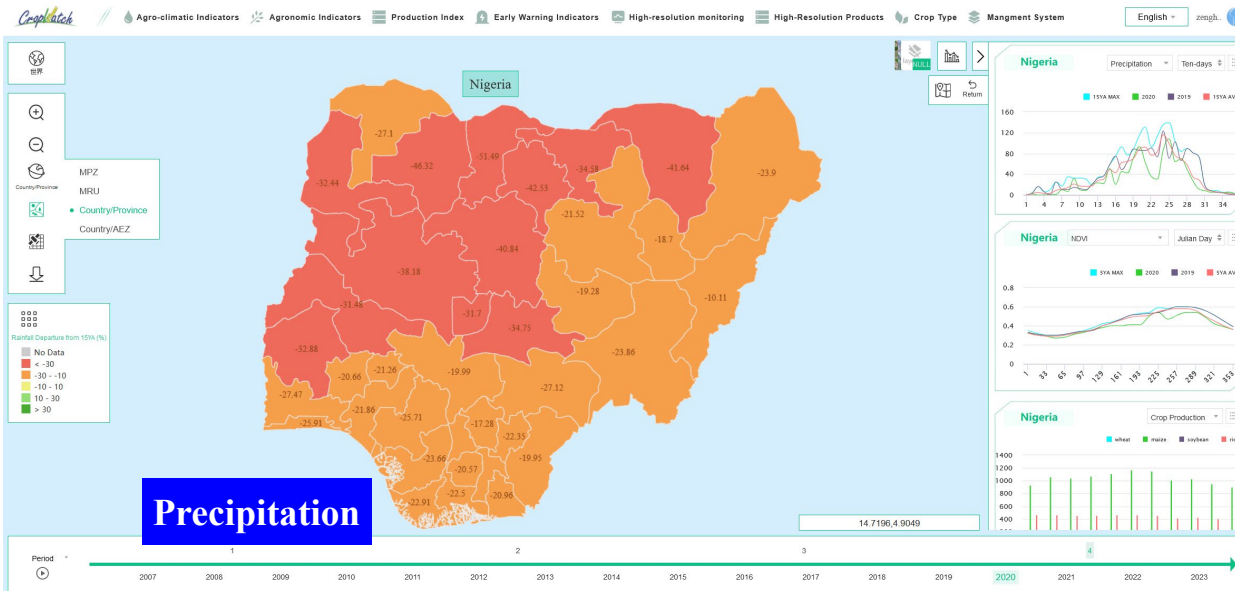 CropWatch
Agro-climatic Indicators
Agronomic Indicators
Production Index
Early Warning Indicators
High-resolution monitoring
High-Resolution Products
Crop Type
Mangment System
English
zengh..
世界
Country/Province
MPZ
MRU
Country/Province
Country/AEZ
Rainfall Departure from 15YA (%)
No Data
< -30
-30 - -10
-10 - 10
10 - 30
> 30
Nigeria
NULL
Return
-27.1
-46.32
-51.49
-32.44
-34.58
-41.64
-23.9
-42.53
-21.52
-18.7
-40.84
-38.18
-19.28
-10.11
-31.48
-31.7
-34.75
-32.88
-23.86
-20.66
-21.26
-19.99
-27.12
-27.47
-21.86
-25.71
-25.91
-17.28
-22.35
-23.66
-20.57
-19.95
-22.91
-22.5
-20.96
Precipitation
14.7196,4.9049
Nigeria
Precipitation
Ten-days
15YA MAX
2020
2019
15YA AV
160
120
80
40
0
1 4 7 10 13 16 19 22 25 28 31 34
Nigeria
NDVI
Julian Day
5YA MAX
2020
2019
5YA AV
0.8
0.6
0.4
0.2
0
1 33 65 97 129 161 193 225 257 289 321 353
Nigeria
Crop Production
wheat
maize
soybean
ric
1400
1200
1000
800
600
400
Period
1 2 3 4
2007 2008 2009 2010 2011 2012 2013 2014 2015 2016 2017 2018 2019 2020 2021 2022 2023